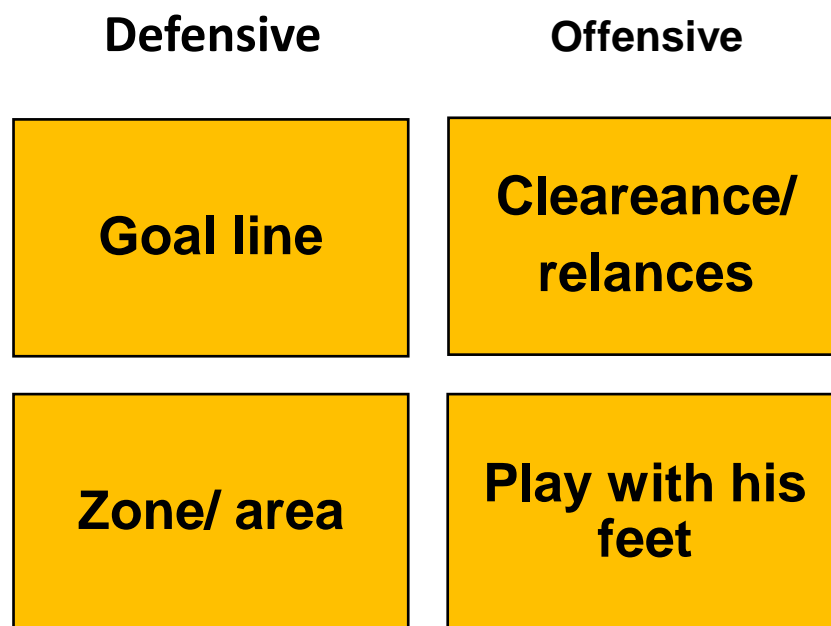 Defensive
Offensive
Goal line
Cleareance/
relances
Zone/ area
Play with his
feet